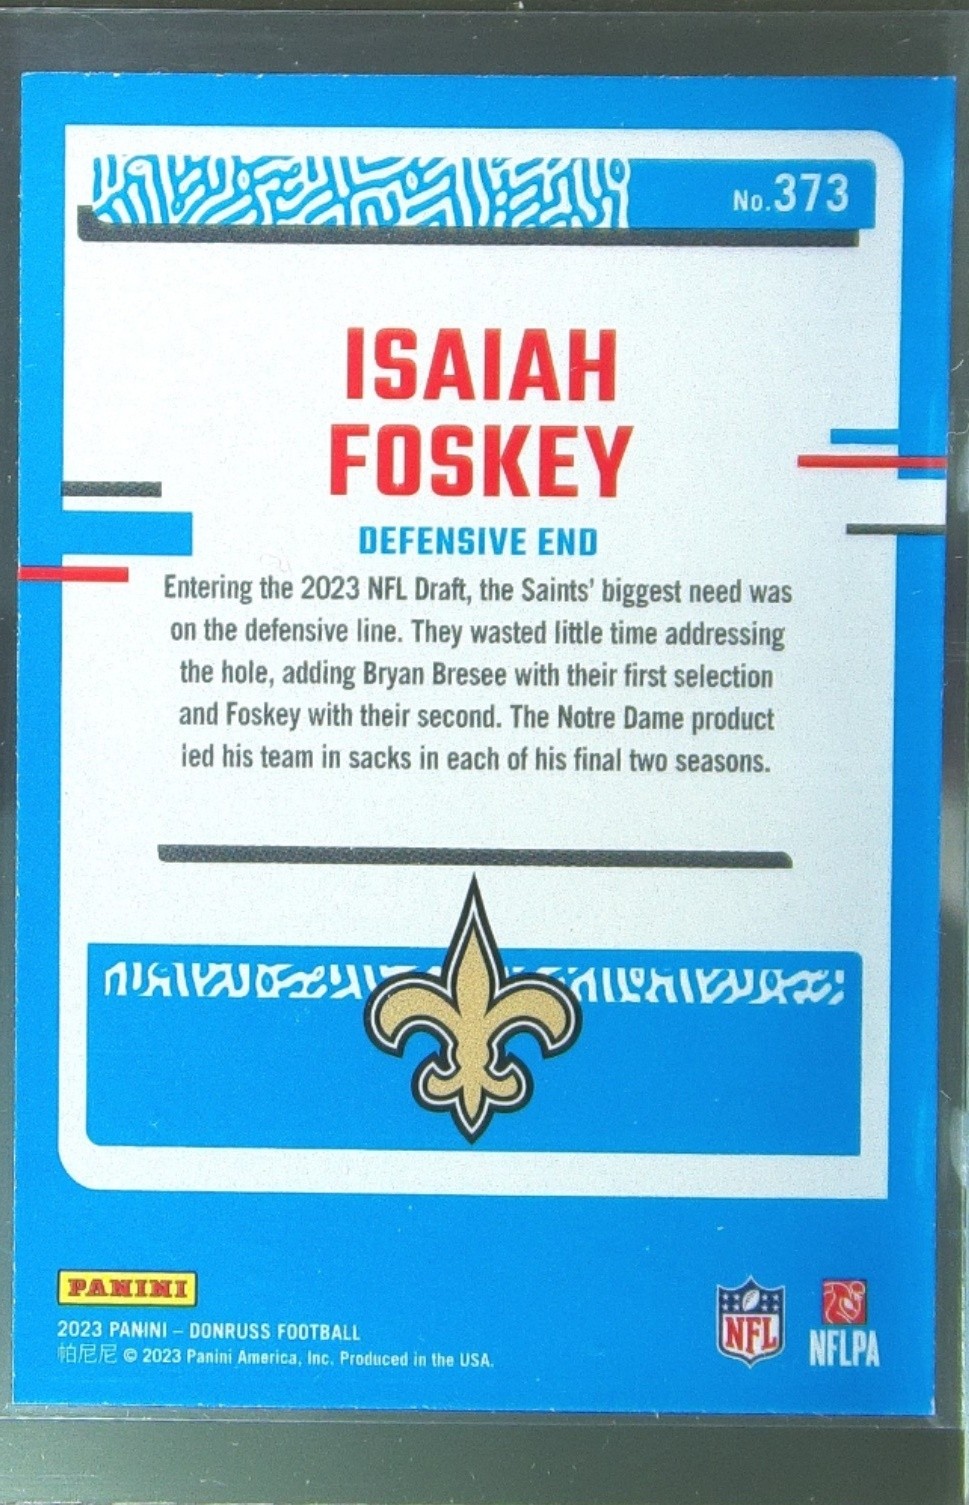 No.373
ISAIAH
FOSKEY
DEFENSIVE END
Entering the 2023 NFL Draft, the Saints' biggest need was
on the defensive line. They wasted little time addressing
the hole, adding Bryan Bresee with their first selection
and Foskey with their second. The Notre Dame product
led his team in sacks in each of his final two seasons.
PANINI
2023 PANINI – DONRUSS FOOTBALL
帕尼尼 © 2023 Panini America, Inc. Produced in the USA.
NFL
NFLPA